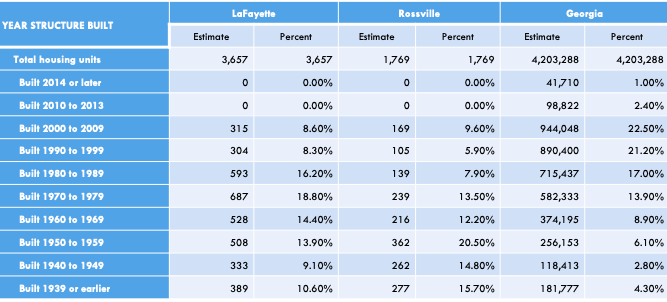 YEAR STRUCTURE BUILT LaFayette Rossville Georgia
Estimate Percent Estimate Percent Estimate Percent
Total housing units 3,657 3,657 1,769 1,769 4,203,288 4,203,288
Built 2014 or later 0 0.00% 0 0.00% 41,710 1.00%
Built 2010 to 2013 0 0.00% 0 0.00% 98,822 2.40%
Built 2000 to 2009 315 8.60% 169 9.60% 944,048 22.50%
Built 1990 to 1999 304 8.30% 105 5.90% 890,400 21.20%
Built 1980 to 1989 593 16.20% 139 7.90% 715,437 17.00%
Built 1970 to 1979 687 18.80% 239 13.50% 582,333 13.90%
Built 1960 to 1969 528 14.40% 216 12.20% 374,195 8.90%
Built 1950 to 1959 508 13.90% 362 20.50% 256,153 6.10%
Built 1940 to 1949 333 9.10% 262 14.80% 118,413 2.80%
Built 1939 or earlier 389 10.60% 277 15.70% 181,777 4.30%